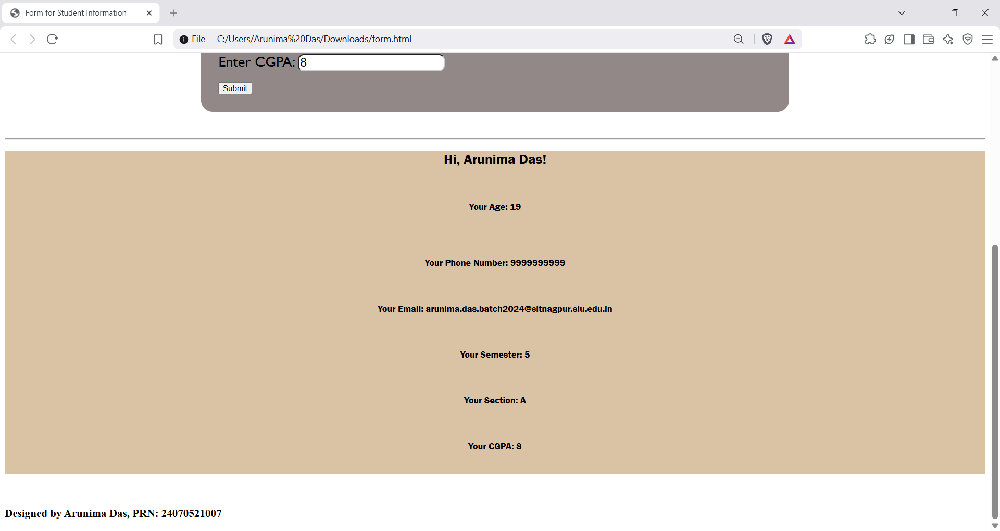 Form for Student Information
File C:/Users/Arunima%20Das/Downloads/form.html
Enter CGPA: 8
Submit
Hi, Arunima Das!
Your Age: 19
Your Phone Number: 9999999999
Your Email: arunima.das.batch2024@sitnagpur.siu.edu.in
Your Semester: 5
Your Section: A
Your CGPA: 8
Designed by Arunima Das, PRN: 24070521007